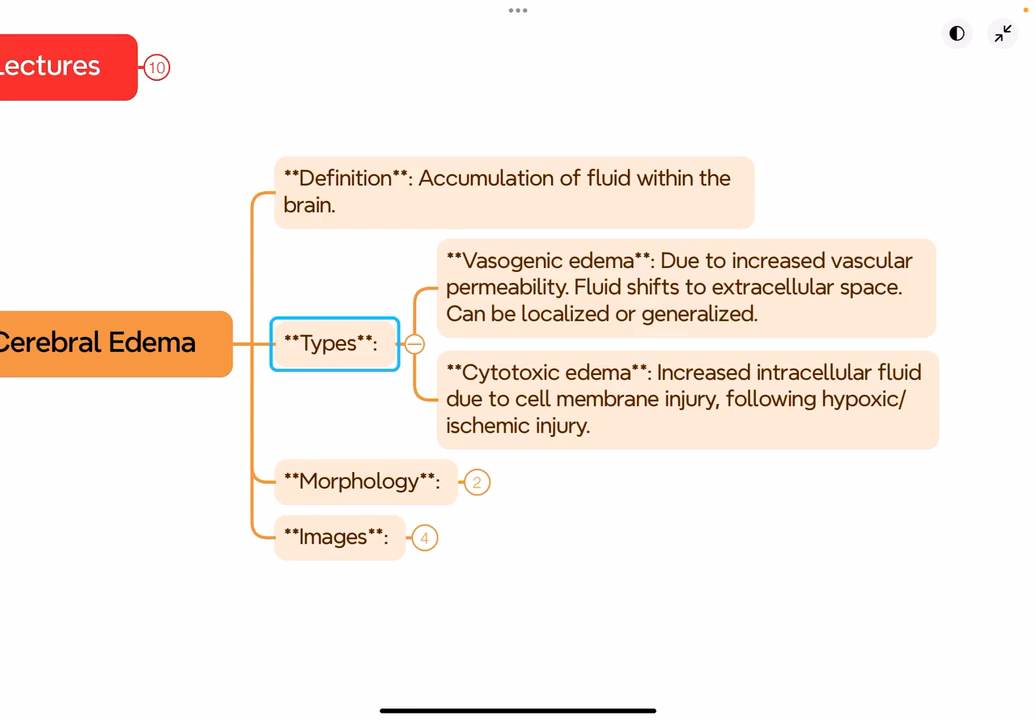 Lectures
10
**Definition**: Accumulation of fluid within the
brain.
**Vasogenic edema**: Due to increased vascular
permeability. Fluid shifts to extracellular space.
Can be localized or generalized.
Cerebral Edema
**Types**:
**Cytotoxic edema**: Increased intracellular fluid
due to cell membrane injury, following hypoxic/
ischemic injury.
**Morphology**:
2
**Images**:
4